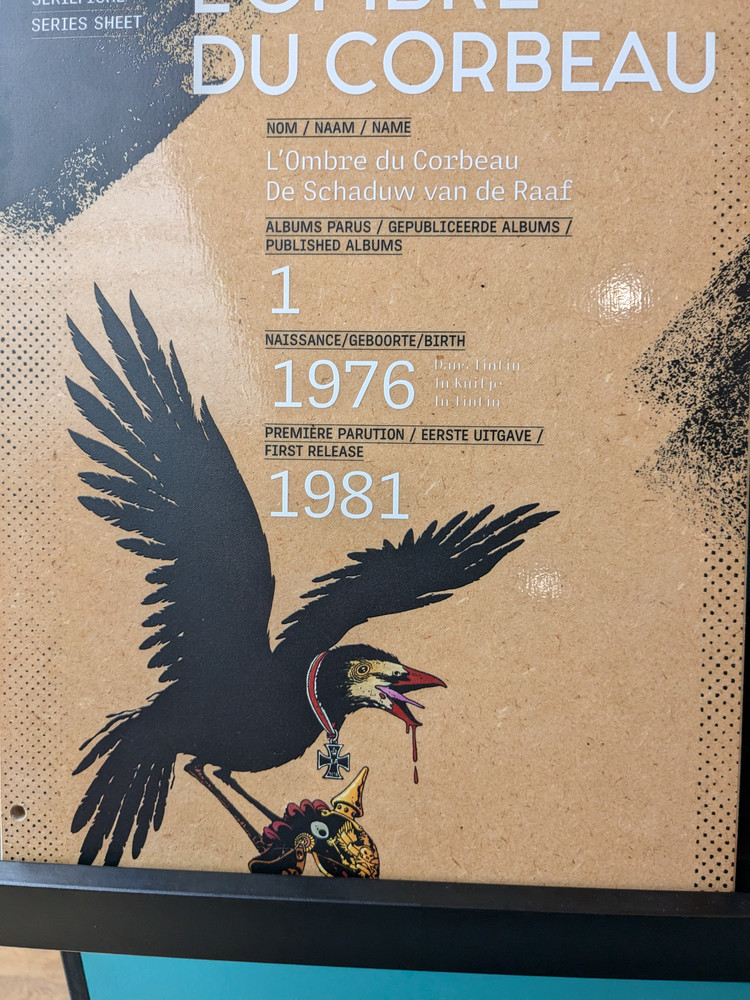 SERIES SHEET
L'OMBRE
DU CORBEAU
NOM / NAAM / NAME
L'Ombre du Corbeau
De Schaduw van de Raaf
ALBUMS PARUS / GEPUBLICEERDE ALBUMS /
PUBLISHED ALBUMS
1
NAISSANCE/GEBOORTE/BIRTH
1976
Dans Tintin
In Kuifje
In Tintin
PREMIÈRE PARUTION / EERSTE UITGAVE /
FIRST RELEASE
1981